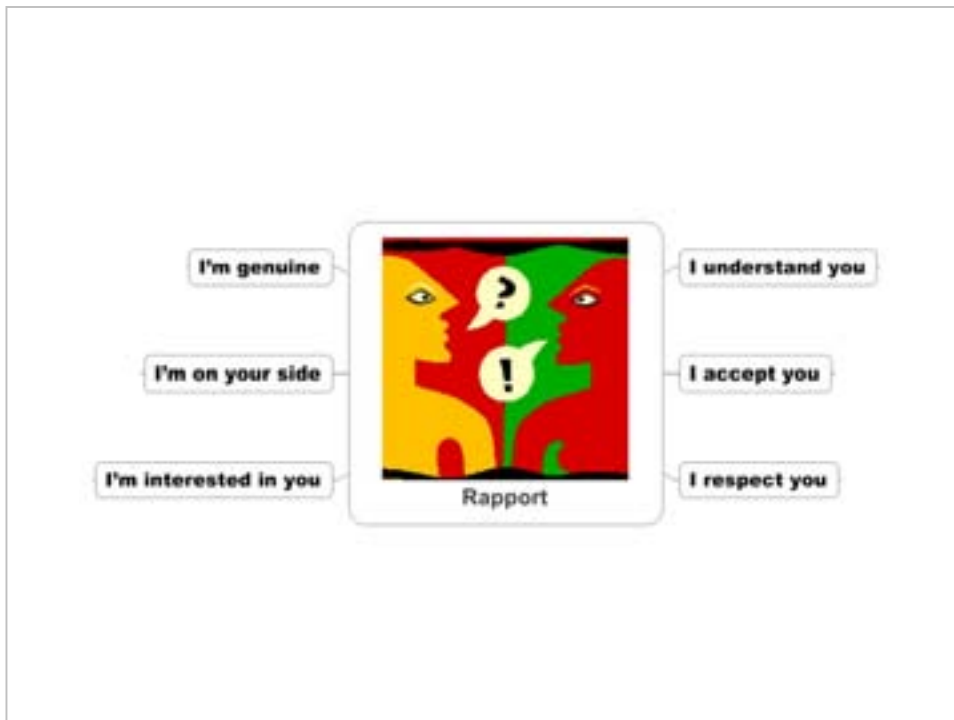 I'm genuine
I'm on your side
I'm interested in you
?
!
Rapport
I understand you
I accept you
I respect you